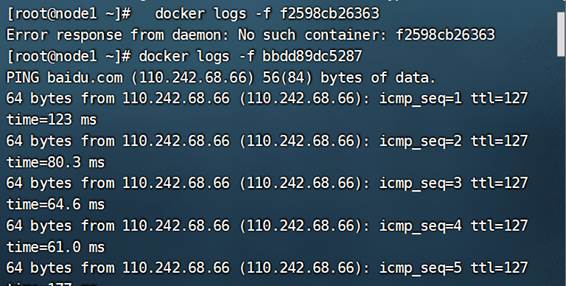 [root@node1 ~]#   docker logs -f f2598cb26363
Error response from daemon: No such container: f2598cb26363
[root@node1 ~]# docker logs -f bbdd89dc5287
PING baidu.com (110.242.68.66) 56(84) bytes of data.
64 bytes from 110.242.68.66 (110.242.68.66): icmp_seq=1 ttl=127
time=123 ms
64 bytes from 110.242.68.66 (110.242.68.66): icmp_seq=2 ttl=127
time=80.3 ms
64 bytes from 110.242.68.66 (110.242.68.66): icmp_seq=3 ttl=127
time=64.6 ms
64 bytes from 110.242.68.66 (110.242.68.66): icmp_seq=4 ttl=127
time=61.0 ms
64 bytes from 110.242.68.66 (110.242.68.66): icmp_seq=5 ttl=127